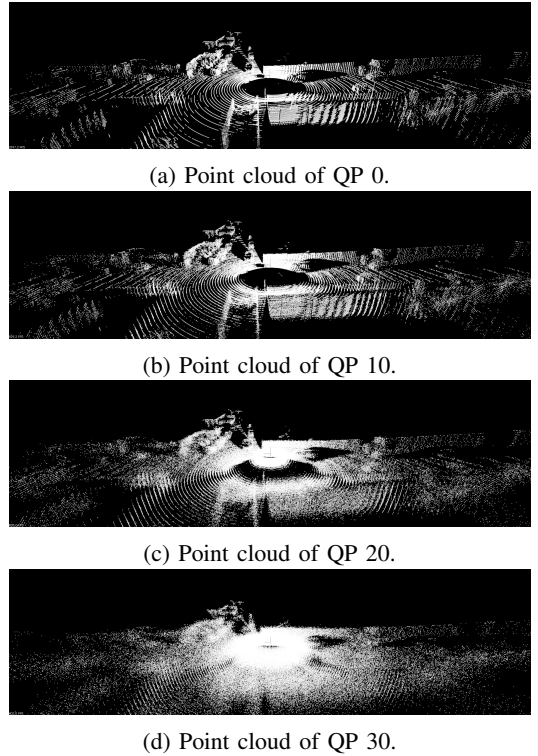 (a) Point cloud of QP 0.
(b) Point cloud of QP 10.
(c) Point cloud of QP 20.
(d) Point cloud of QP 30.